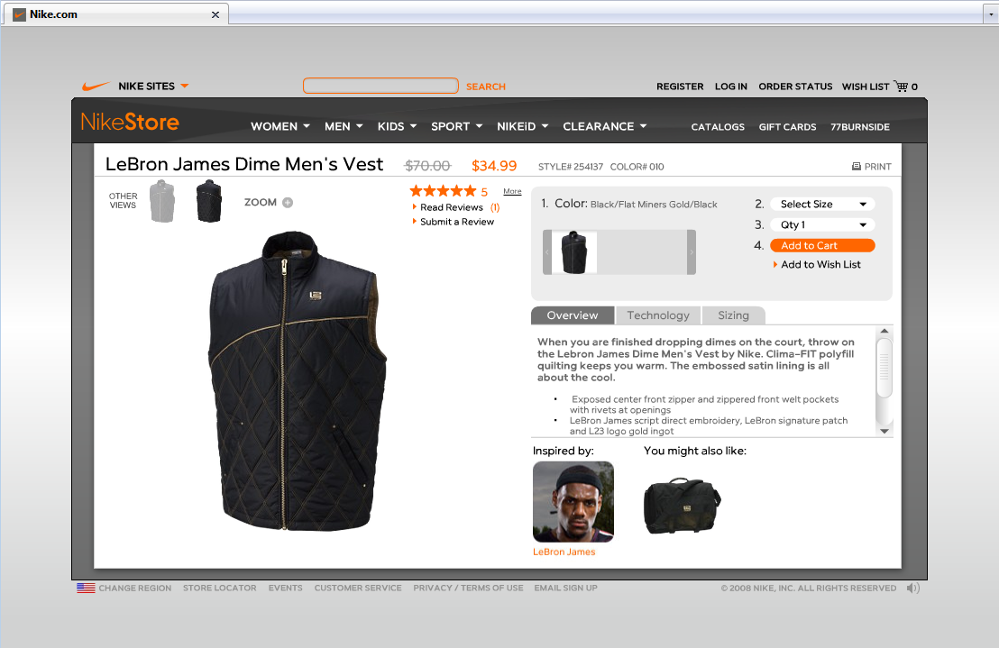 Nike.com
NIKE SITES
SEARCH
REGISTER LOG IN ORDER STATUS WISH LIST 0
NikeStore
WOMEN MEN KIDS SPORT NIKEiD CLEARANCE
CATALOGS GIFT CARDS 77BURNSIDE
LeBron James Dime Men's Vest $70.00 $34.99 STYLE# 254137 COLOR# 010 PRINT
OTHER
VIEWS
ZOOM
5 More
Read Reviews (1)
Submit a Review
1. Color: Black/Flat Miners Gold/Black
2. Select Size
3. Qty 1
4. Add to Cart
Add to Wish List
Overview Technology Sizing
When you are finished dropping dimes on the court, throw on
the Lebron James Dime Men's Vest by Nike. Clima-FIT polyfill
quilting keeps you warm. The embossed satin lining is all
about the cool.
• Exposed center front zipper and zippered front welt pockets
with rivets at openings
• LeBron James script direct embroidery, LeBron signature patch
and L23 logo gold ingot
Inspired by:
You might also like:
LeBron James
CHANGE REGION STORE LOCATOR EVENTS CUSTOMER SERVICE PRIVACY / TERMS OF USE EMAIL SIGN UP
© 2008 NIKE, INC. ALL RIGHTS RESERVED